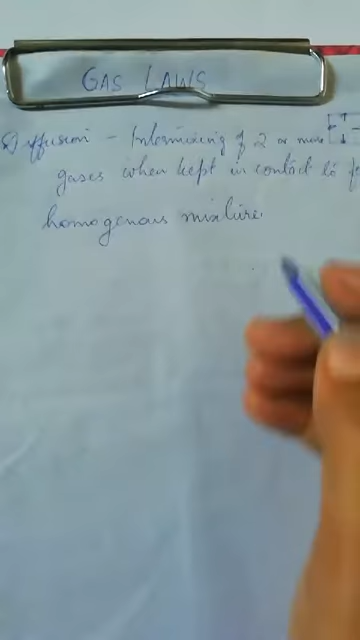 GAS LAWS
Diffusion – Intermixing of 2 or more
gases when kept in contact to
homogenous mixture.